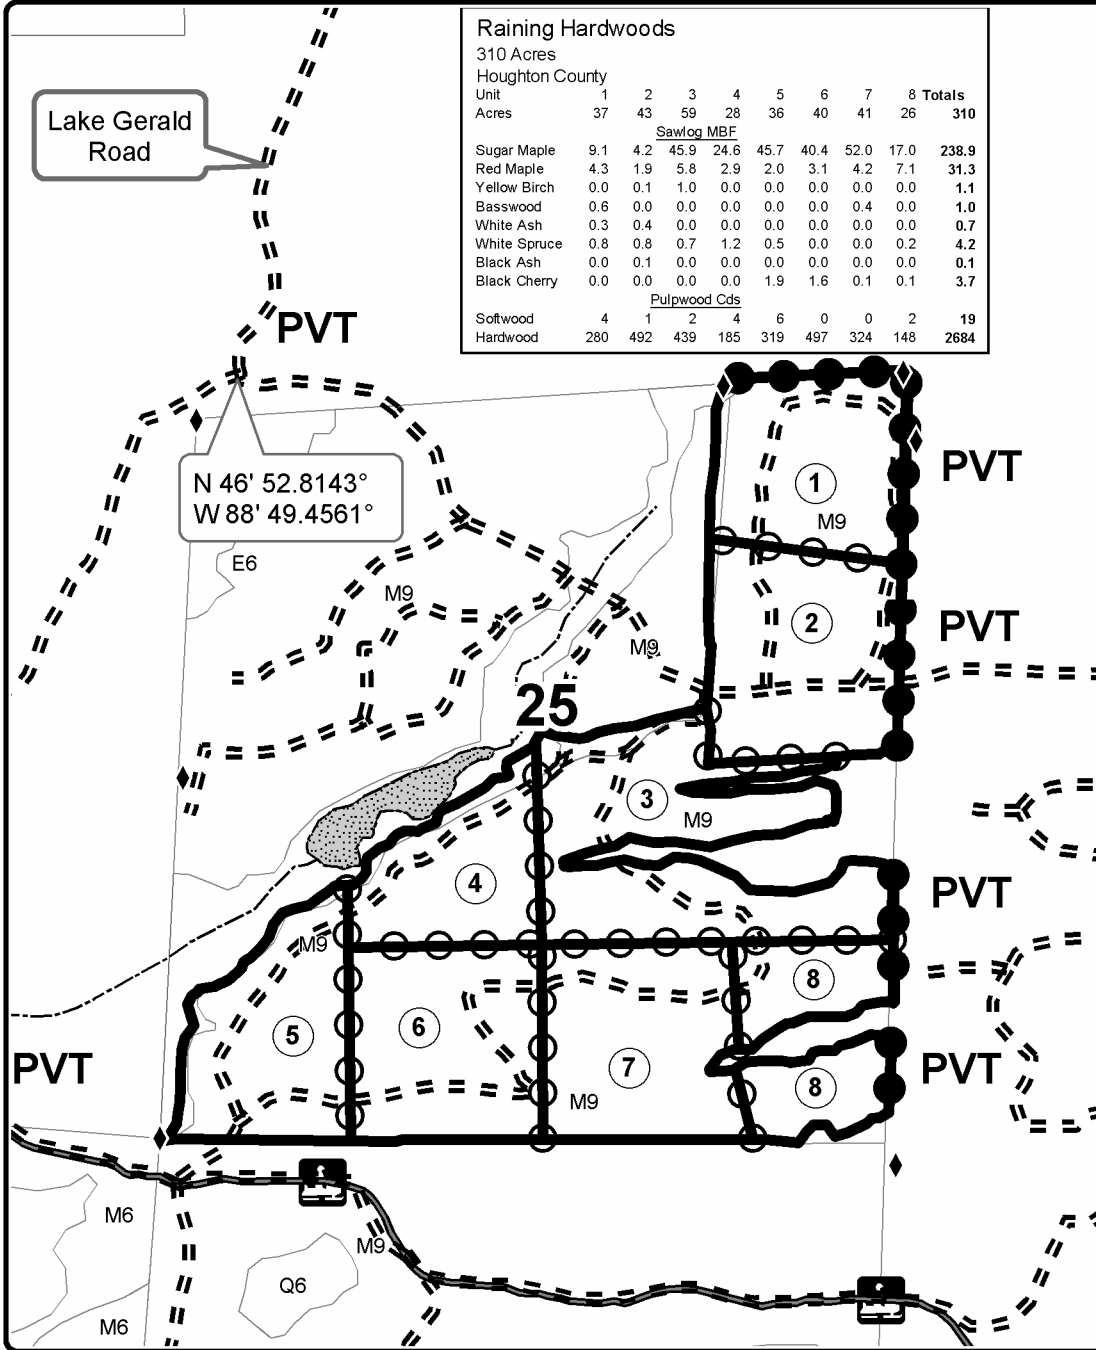 Raining Hardwoods
310 Acres
Houghton County
Unit 1 2 3 4 5 6 7 8 Totals
Acres 37 43 59 28 36 40 41 26 310
Sawlog MBF
Sugar Maple 9.1 4.2 45.9 24.6 45.7 40.4 52.0 17.0 238.9
Red Maple 4.3 1.9 5.8 2.9 2.0 3.1 4.2 7.1 31.3
Yellow Birch 0.0 0.1 1.0 0.0 0.0 0.0 0.0 0.0 1.1
Basswood 0.6 0.0 0.0 0.0 0.0 0.0 0.4 0.0 1.0
White Ash 0.3 0.4 0.0 0.0 0.0 0.0 0.0 0.0 0.7
White Spruce 0.8 0.8 0.7 1.2 0.5 0.0 0.0 0.2 4.2
Black Ash 0.0 0.1 0.0 0.0 0.0 0.0 0.0 0.0 0.1
Black Cherry 0.0 0.0 0.0 0.0 1.9 1.6 0.1 0.1 3.7
Pulpwood Cds
Softwood 4 1 2 4 6 0 0 2 19
Hardwood 280 492 439 185 319 497 324 148 2684
Lake Gerald
Road
PVT
N 46' 52.8143°
W 88' 49.4561°
PVT
1
M9
E6
M9
2
PVT
M9
25
3
M9
4
PVT
M9
8
5
6
7
PVT
PVT
8
M9
M6
M9
Q6
M6